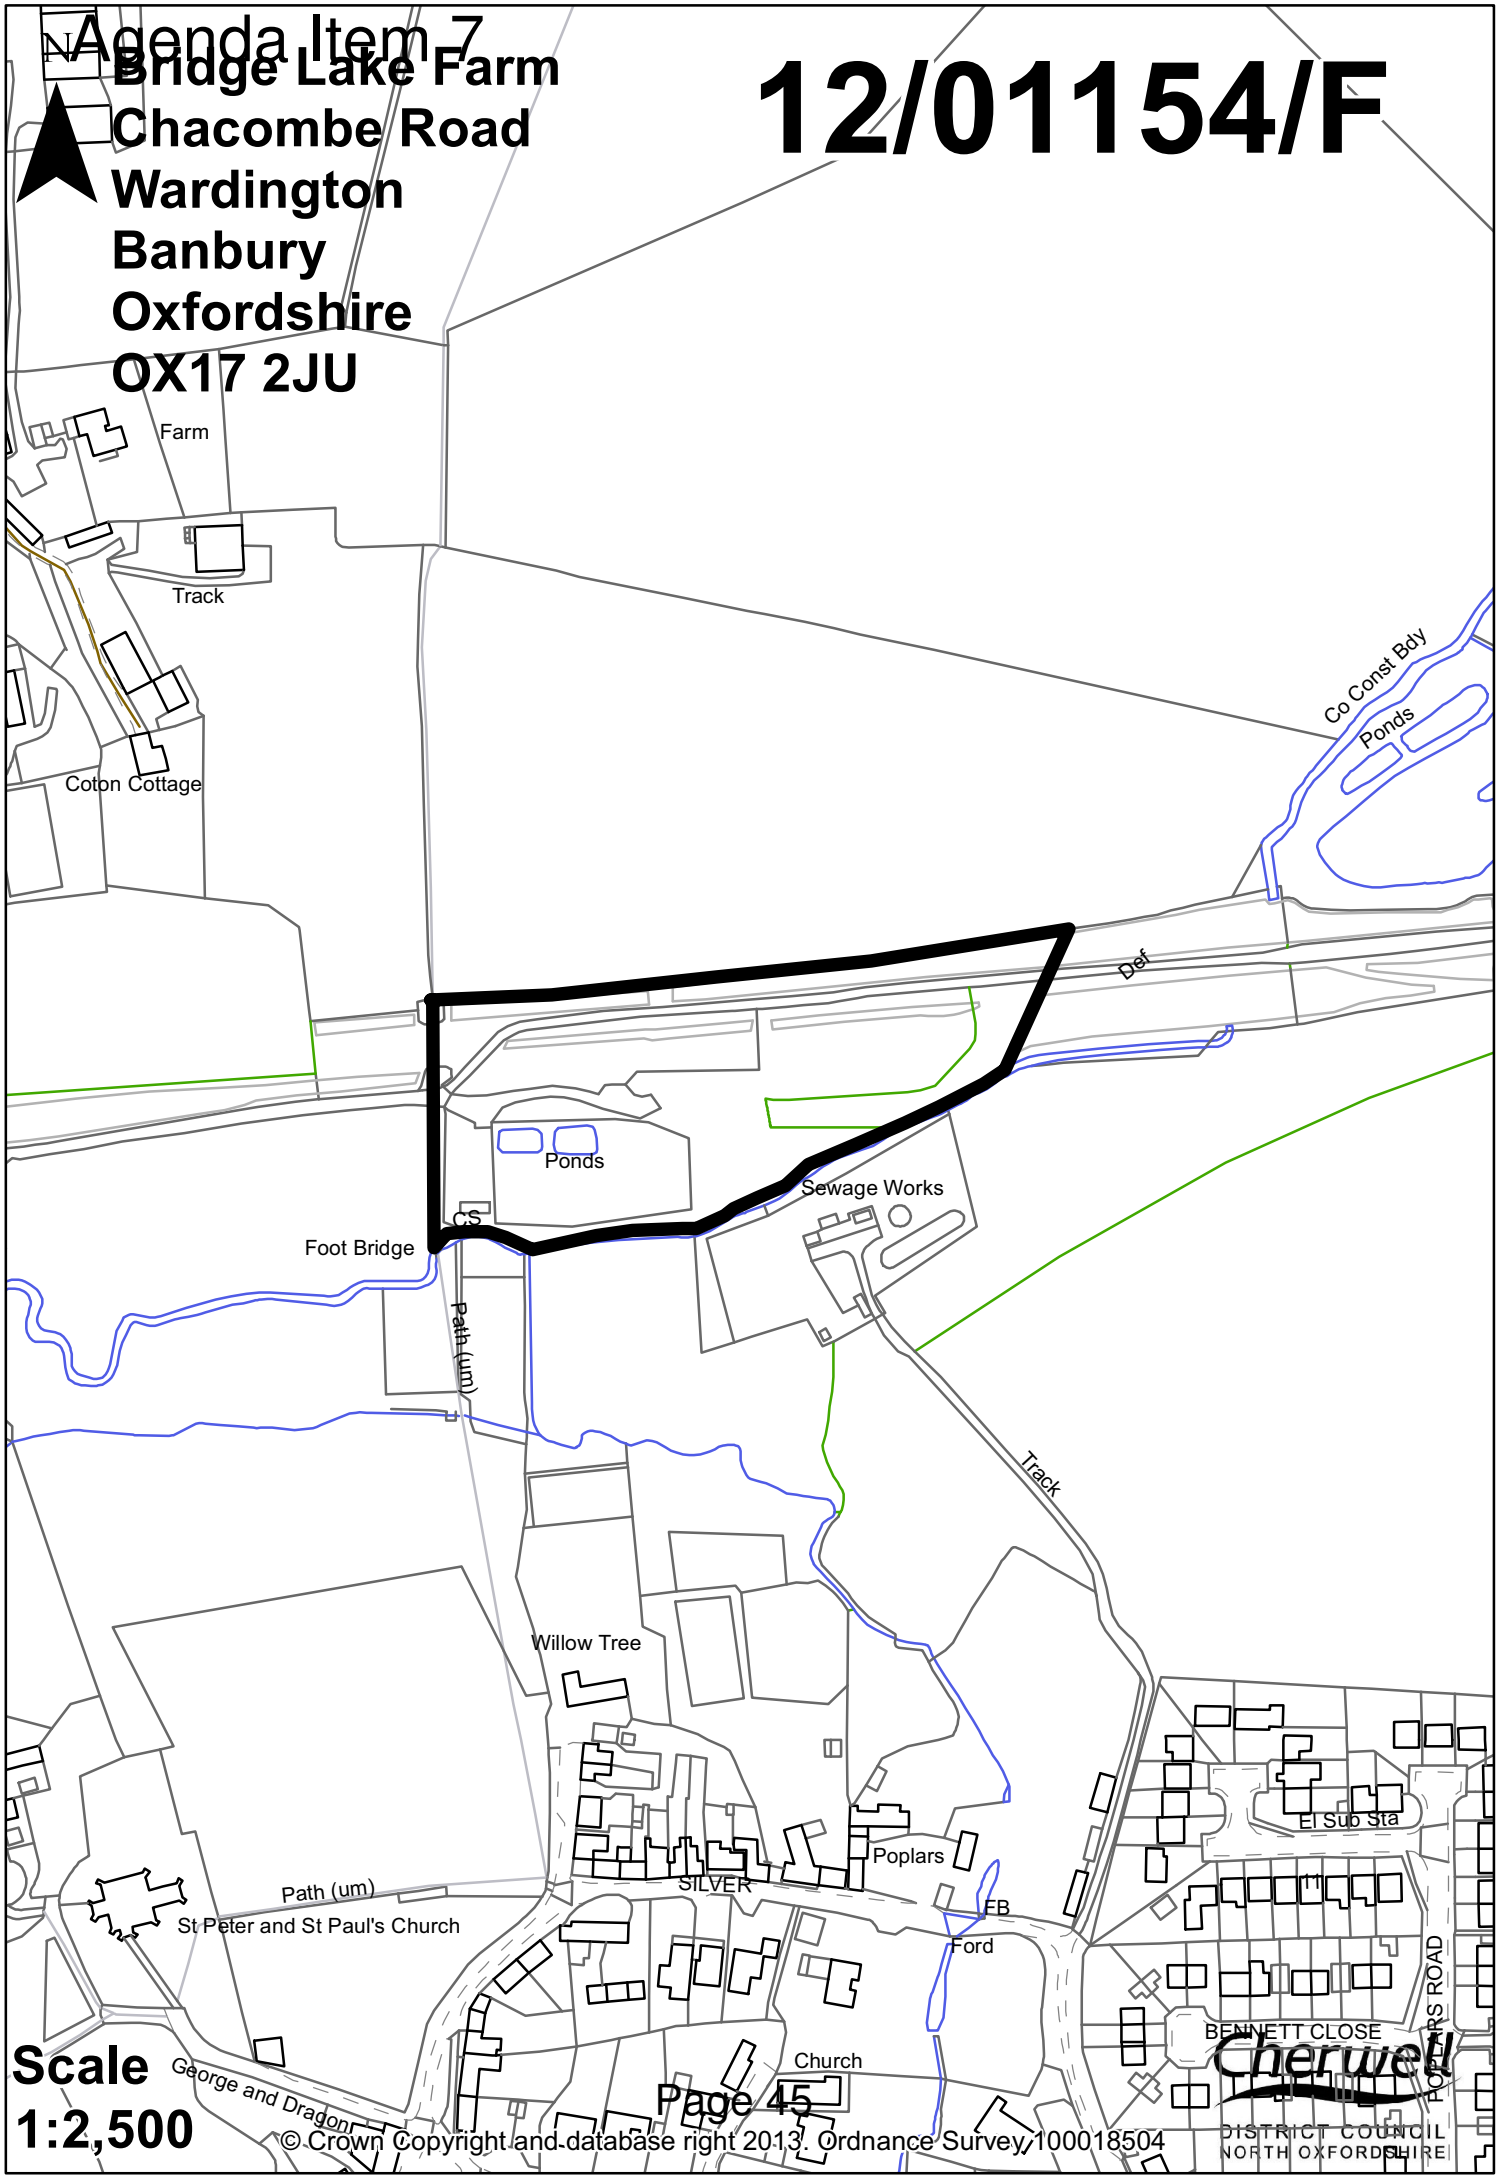 Agenda Item 7
N
Bridge Lake Farm
Chacombe Road
Wardington
Banbury
Oxfordshire
OX17 2JU
12/01154/F
Farm
Track
Co Const Bdy
Ponds
Coton Cottage
Def
Ponds
Sewage Works
CS
Foot Bridge
Path (um)
Track
Willow Tree
El Sub Sta
Poplars
11
SILVER
Path (um)
FB
St Peter and St Paul's Church
Ford
POPLARS ROAD
BENNETT CLOSE
Cherwell
DISTRICT COUNCIL
NORTH OXFORDSHIRE
Church
George and Dragon
Scale
1:2,500
Page 45
© Crown Copyright and database right 2013. Ordnance Survey 100018504